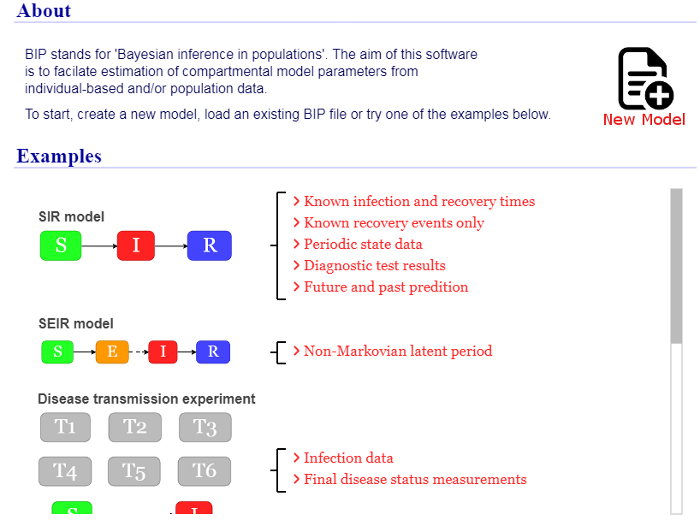 About
BIP stands for 'Bayesian inference in populations'. The aim of this software
is to facilate estimation of compartmental model parameters from
individual-based and/or population data.
To start, create a new model, load an existing BIP file or try one of the examples below.
New Model
Examples
SIR model
S I R
> Known infection and recovery times
> Known recovery events only
> Periodic state data
> Diagnostic test results
> Future and past predition
SEIR model
S E I R
> Non-Markovian latent period
Disease transmission experiment
T1 T2 T3
T4 T5 T6
> Infection data
> Final disease status measurements
S I